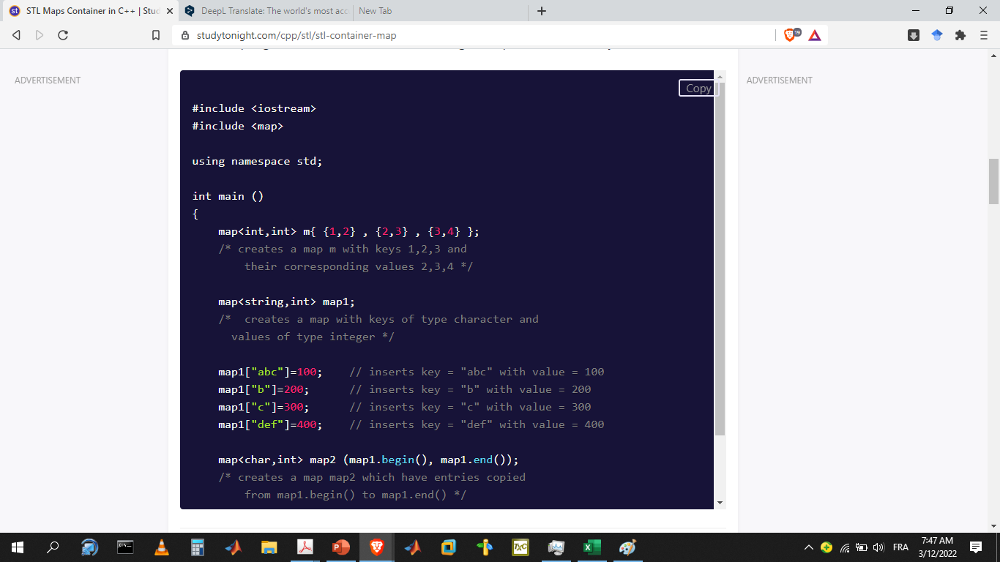 STL Maps Container in C++ | Stud
DeepL Translate: The world's most acc
New Tab
studytonight.com/cpp/stl/stl-container-map
19
ADVERTISEMENT
ADVERTISEMENT
Copy
#include <iostream>
#include <map>
using namespace std;
int main ()
{
map<int,int> m{ {1,2} , {2,3} , {3,4} };
/* creates a map m with keys 1,2,3 and
their corresponding values 2,3,4 */
map<string,int> map1;
/*  creates a map with keys of type character and
values of type integer */
map1["abc"]=100;    // inserts key = "abc" with value = 100
map1["b"]=200;      // inserts key = "b" with value = 200
map1["c"]=300;      // inserts key = "c" with value = 300
map1["def"]=400;    // inserts key = "def" with value = 400
map<char,int> map2 (map1.begin(), map1.end());
/* creates a map map2 which have entries copied
from map1.begin() to map1.end() */
FRA
7:47 AM
3/12/2022